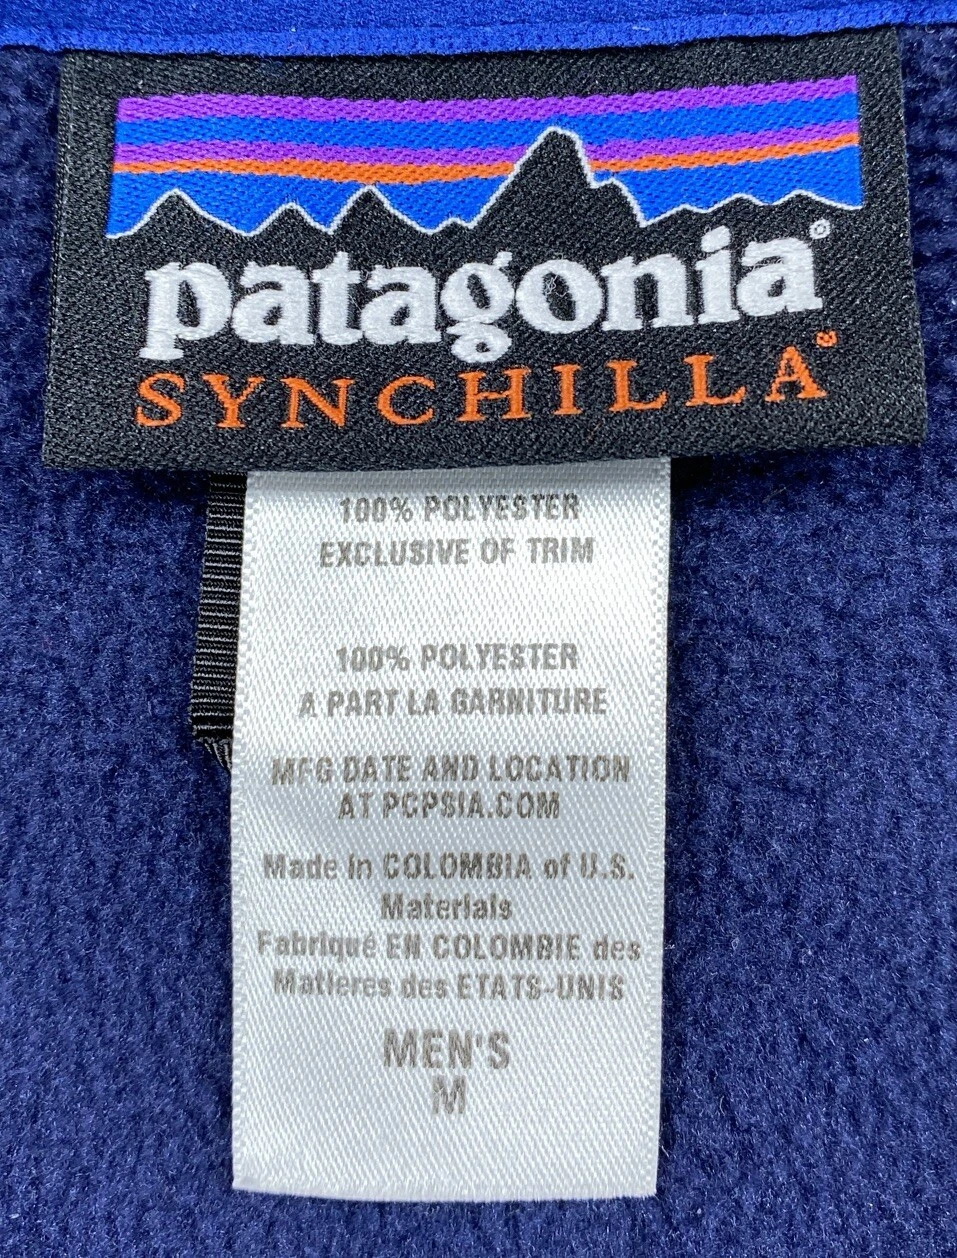 patagonia®
SYNCHILLA®
100% POLYESTER
EXCLUSIVE OF TRIM
100% POLYESTER
A PART LA GARNITURE
MFG DATE AND LOCATION
AT PCPSIA.COM
Made in COLOMBIA of U.S.
Materials
Fabriqué EN COLOMBIE des
Matieres des ETATS-UNIS
MEN'S
M